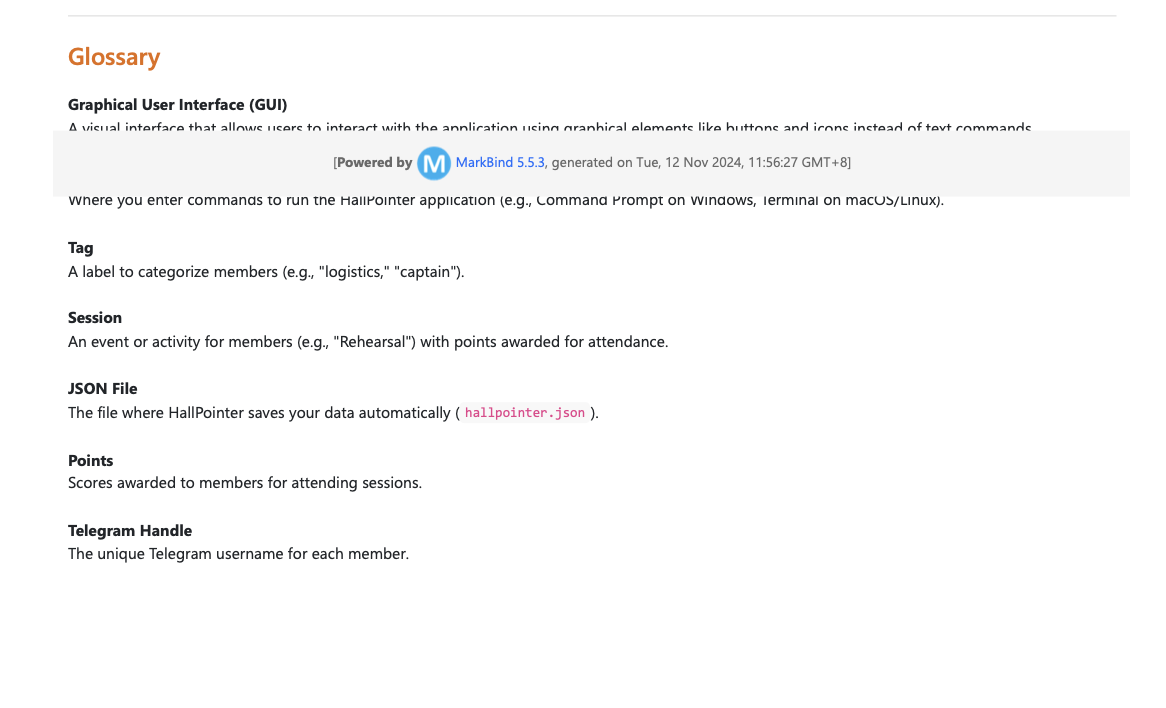 Glossary
Graphical User Interface (GUI)
A visual interface that allows users to interact with the application using graphical elements like buttons and icons instead of text commands.
[Powered by MarkBind 5.5.3, generated on Tue, 12 Nov 2024, 11:56:27 GMT+8]
Where you enter commands to run the HallPointer application (e.g., Command Prompt on Windows, Terminal on macOS/Linux).
Tag
A label to categorize members (e.g., "logistics," "captain").
Session
An event or activity for members (e.g., "Rehearsal") with points awarded for attendance.
JSON File
The file where HallPointer saves your data automatically ( hallpointer.json ).
Points
Scores awarded to members for attending sessions.
Telegram Handle
The unique Telegram username for each member.